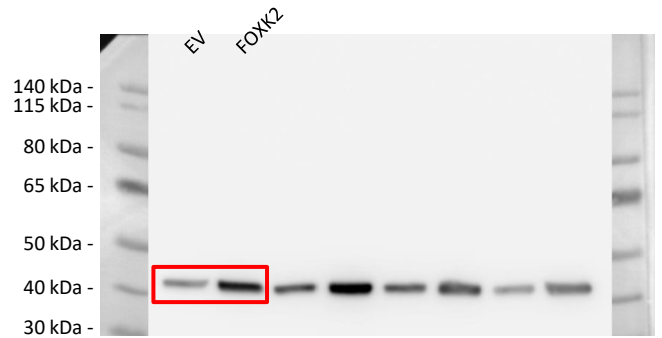 EV
FOXK2
140 kDa -
115 kDa -
80 kDa -
65 kDa -
50 kDa -
40 kDa -
30 kDa -